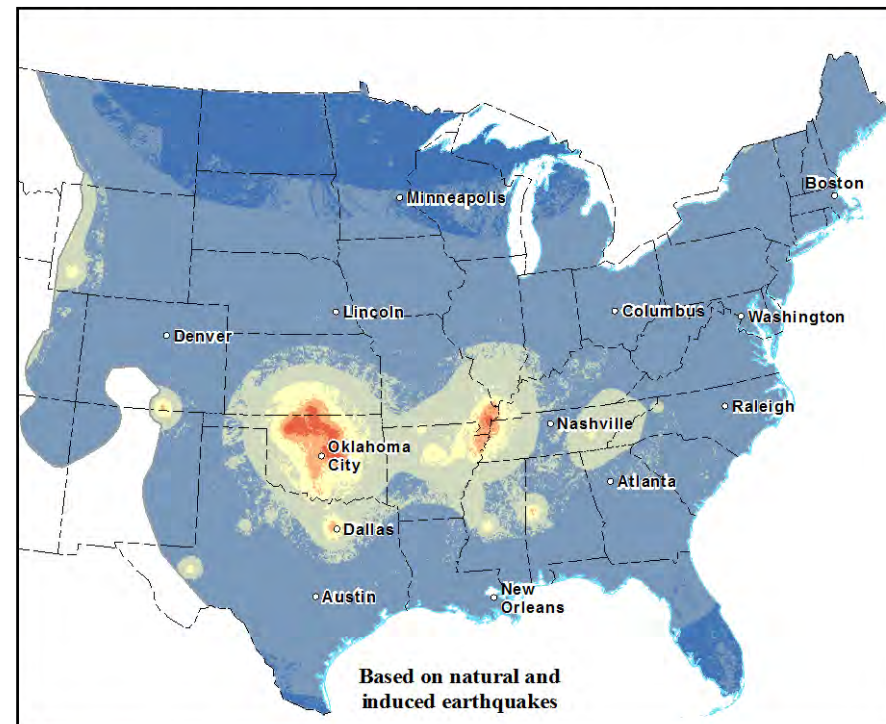 Minneapolis
Boston
Lincoln
Columbus
Washington
Denver
Raleigh
Nashville
Oklahoma
City
Atlanta
Dallas
Austin
New
Orleans
Based on natural and
induced earthquakes